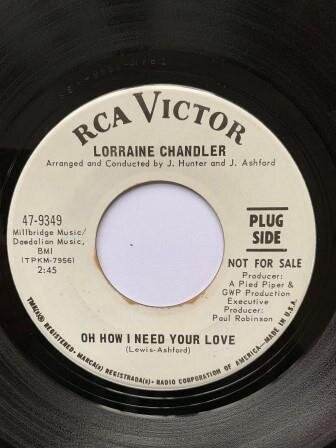 RCA VICTOR
LORRAINE CHANDLER
Arranged and Conducted by J. Hunter and J. Ashford
47-9349
Millbridge Music/
Daedalian Music,
BMI
(TPKM-7956)
2:45
PLUG
SIDE
NOT FOR SALE
Producer:
A Pied Piper &
GWP Production
Executive
Producer:
Paul Robinson
OH HOW I NEED YOUR LOVE
(Lewis-Ashford)
TMK(s) ® REGISTERED • MARCA(s) REGISTRADA(s) • RADIO CORPORATION OF AMERICA—MADE IN U.S.A.